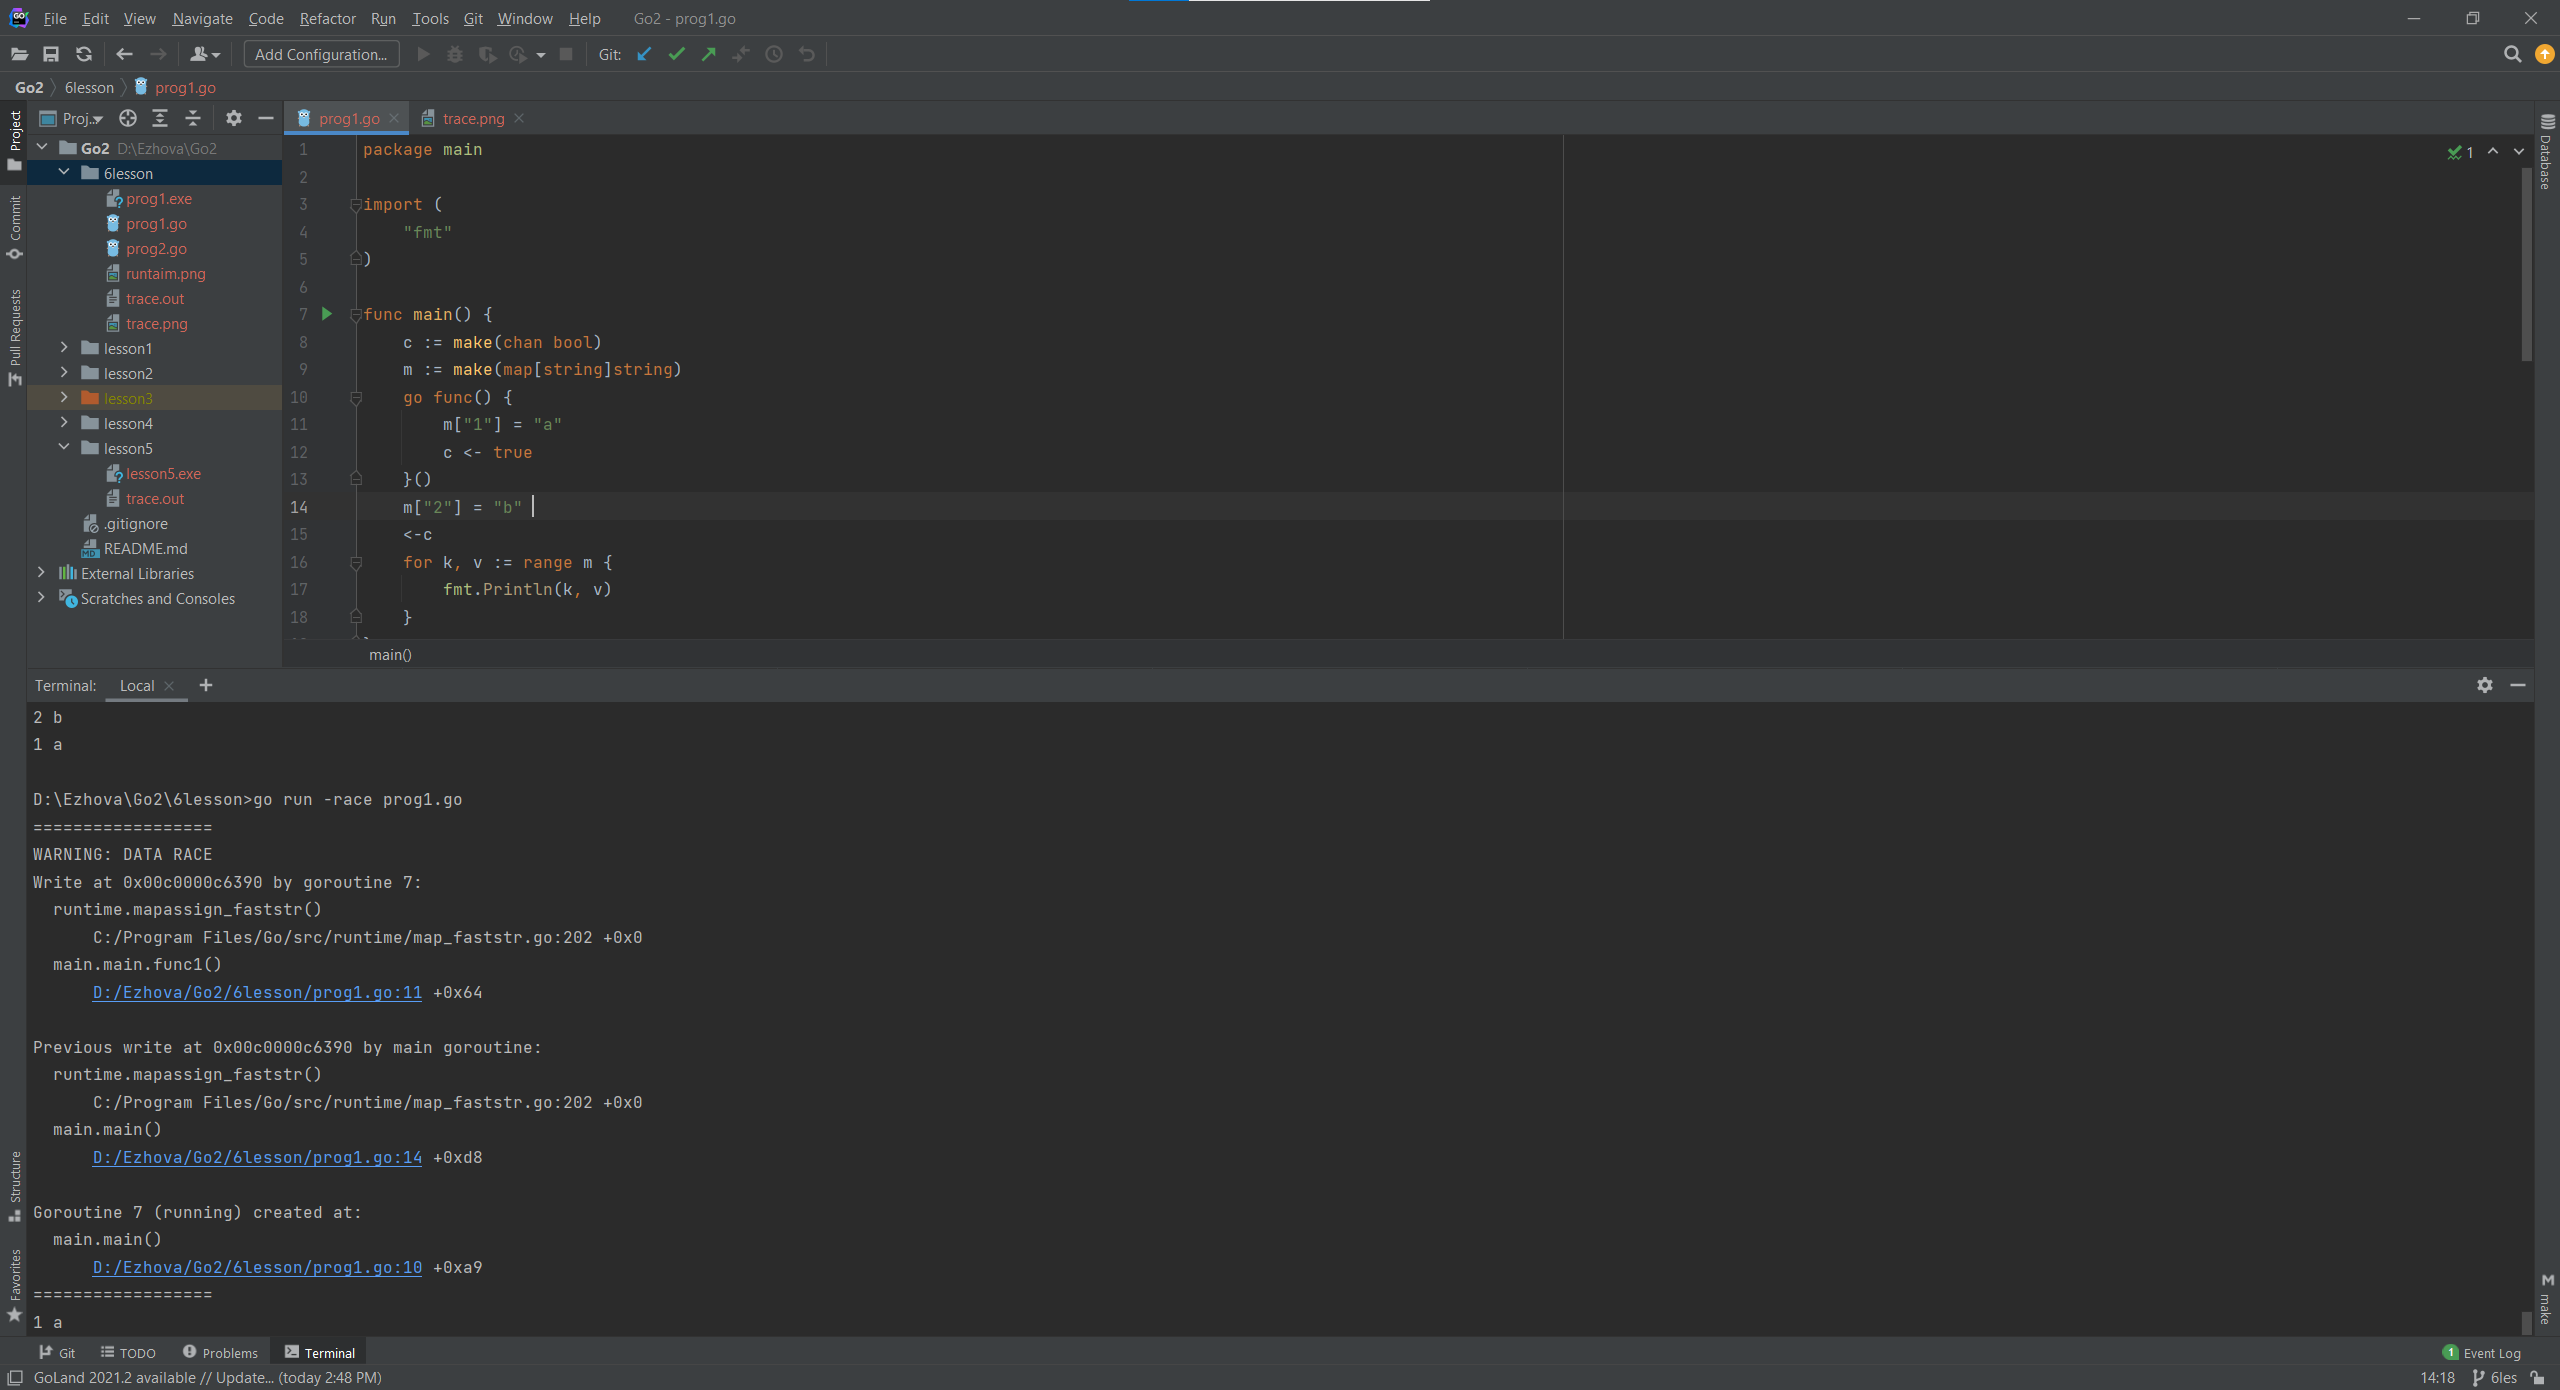 File Edit View Navigate Code Refactor Run Tools Git Window Help Go2 - prog1.go
Add Configuration... Git:
Go2 6lesson prog1.go
Project
Commit
Pull Requests
Structure
Favorites
Proj..
Go2 D:\Ezhova\Go2
6lesson
prog1.exe
prog1.go
prog2.go
runtaim.png
trace.out
trace.png
lesson1
lesson2
lesson3
lesson4
lesson5
lesson5.exe
trace.out
.gitignore
README.md
External Libraries
Scratches and Consoles
prog1.go trace.png
1 package main
2
3 import (
4 "fmt"
5 )
6
7 func main() {
8 c := make(chan bool)
9 m := make(map[string]string)
10 go func() {
11 m["1"] = "a"
12 c <- true
13 }()
14 m["2"] = "b"
15 <-c
16 for k, v := range m {
17 fmt.Println(k, v)
18 }
main()
1
Database
make
Terminal: Local
2 b
1 a
D:\Ezhova\Go2\6lesson>go run -race prog1.go
==================
WARNING: DATA RACE
Write at 0x00c0000c6390 by goroutine 7:
runtime.mapassign_faststr()
C:/Program Files/Go/src/runtime/map_faststr.go:202 +0x0
main.main.func1()
D:/Ezhova/Go2/6lesson/prog1.go:11 +0x64
Previous write at 0x00c0000c6390 by main goroutine:
runtime.mapassign_faststr()
C:/Program Files/Go/src/runtime/map_faststr.go:202 +0x0
main.main()
D:/Ezhova/Go2/6lesson/prog1.go:14 +0xd8
Goroutine 7 (running) created at:
main.main()
D:/Ezhova/Go2/6lesson/prog1.go:10 +0xa9
==================
1 a
Git TODO Problems Terminal 1 Event Log
GoLand 2021.2 available // Update... (today 2:48 PM) 14:18 6les